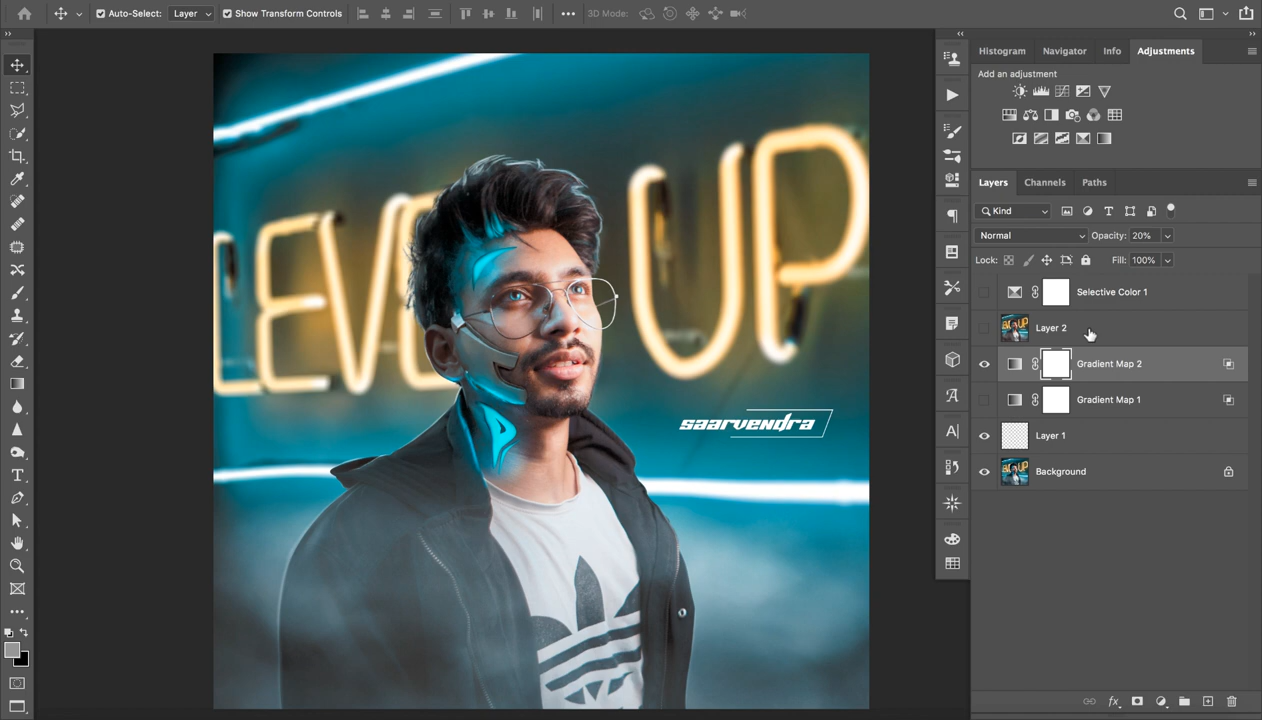 Auto-Select:
Layer
Show Transform Controls
3D Mode:
Histogram
Navigator
Info
Adjustments
Add an adjustment
Layers
Channels
Paths
Kind
Normal
Opacity: 20%
Lock:
Fill: 100%
Selective Color 1
Layer 2
Gradient Map 2
Gradient Map 1
Layer 1
Background
fx
LEVEL UP
saarvendra